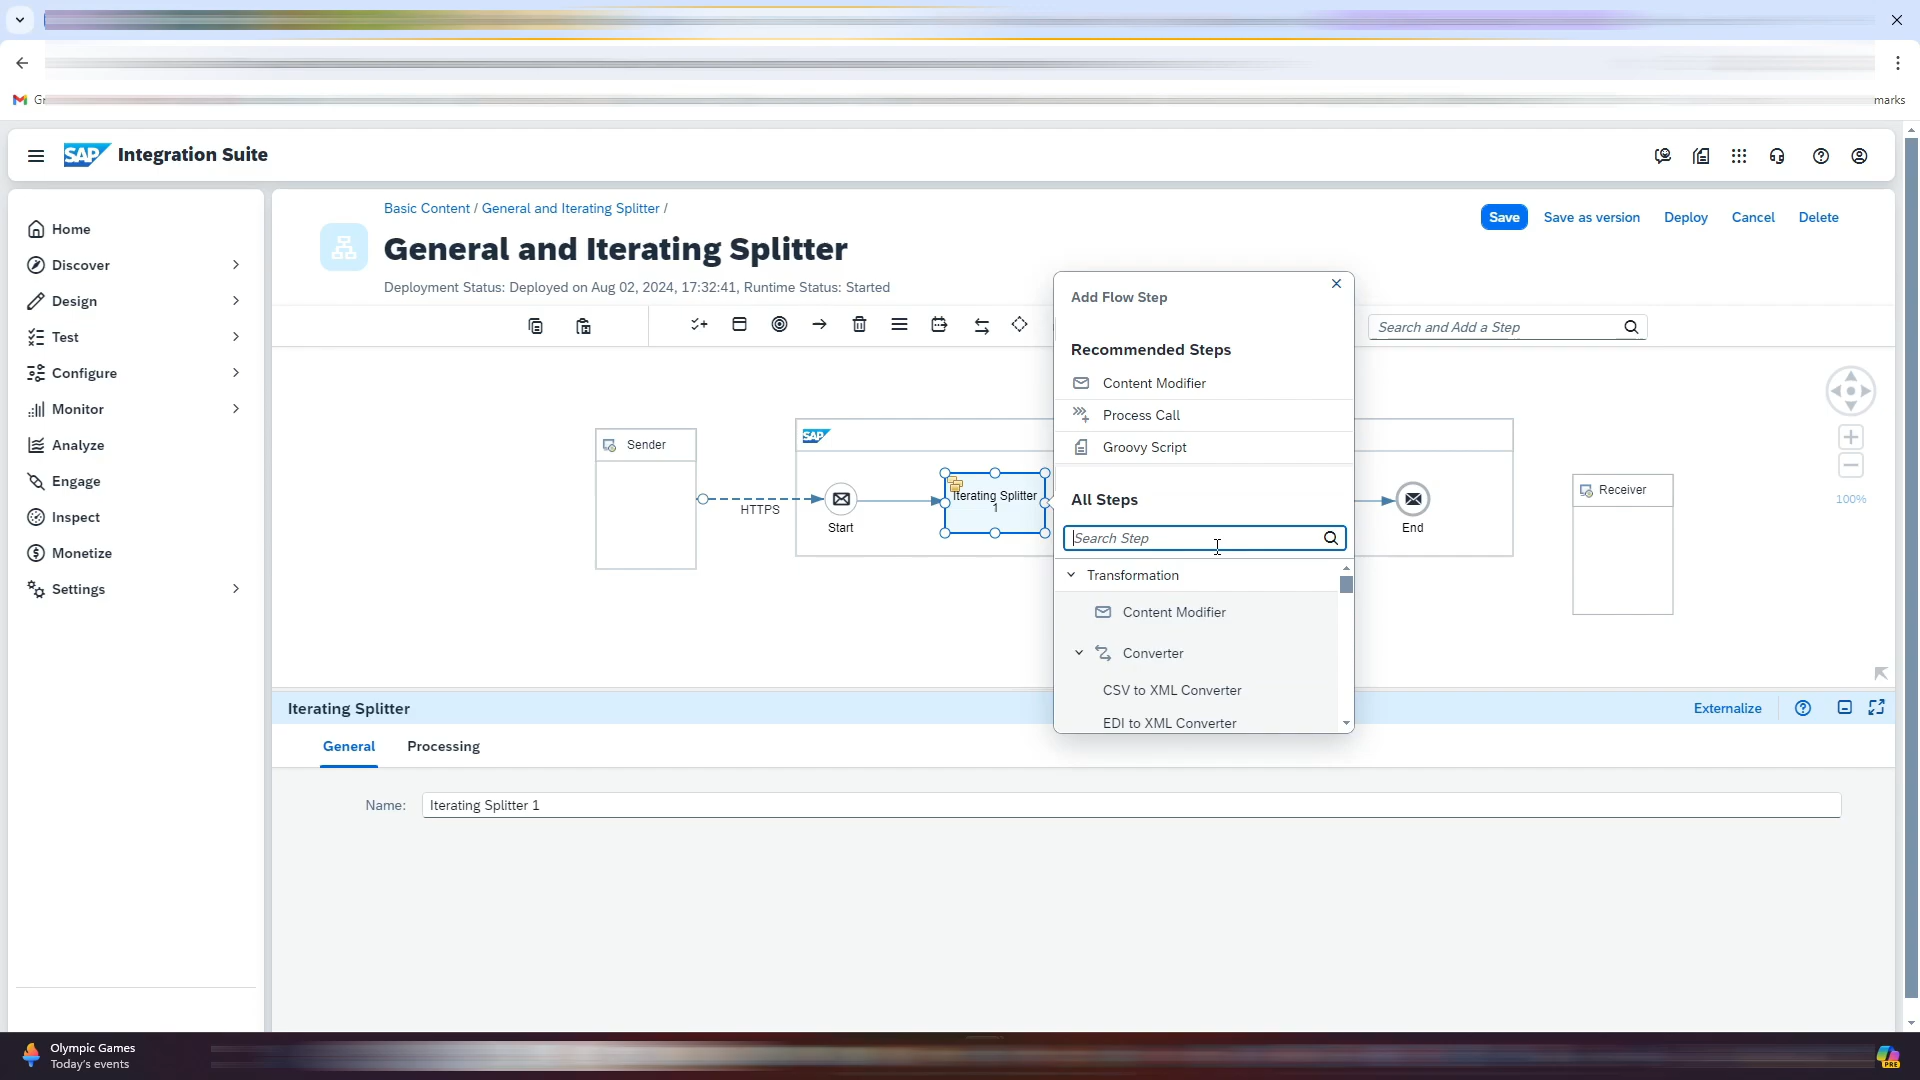 marks
SAP Integration Suite
Home
Discover
Design
Test
Configure
Monitor
Analyze
Engage
Inspect
Monetize
Settings
Basic Content / General and Iterating Splitter /
General and Iterating Splitter
Deployment Status: Deployed on Aug 02, 2024, 17:32:41, Runtime Status: Started
Save
Save as version
Deploy
Cancel
Delete
Search and Add a Step
Sender
HTTPS
SAP
Start
Iterating Splitter
1
End
Receiver
100%
Add Flow Step
Recommended Steps
Content Modifier
Process Call
Groovy Script
All Steps
Search Step
Transformation
Content Modifier
Converter
CSV to XML Converter
EDI to XML Converter
Iterating Splitter
Externalize
General
Processing
Name:
Iterating Splitter 1
Olympic Games
Today's events
PRE